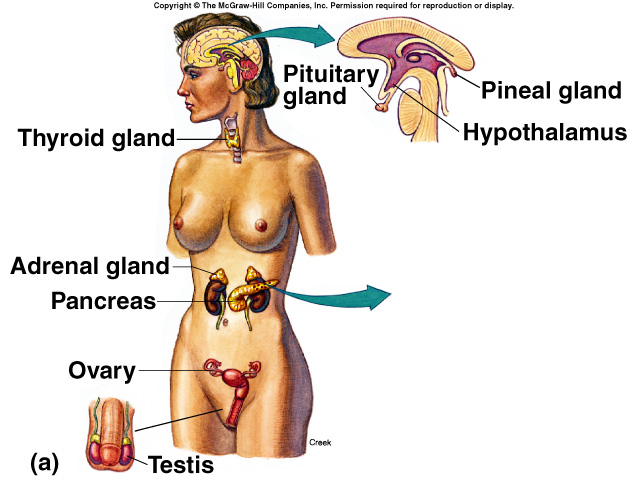 Copyright © The McGraw-Hill Companies, Inc. Permission required for reproduction or display.
Pituitary
gland
Pineal gland
Hypothalamus
Thyroid gland
Adrenal gland
Pancreas
Ovary
Creek
(a)
Testis